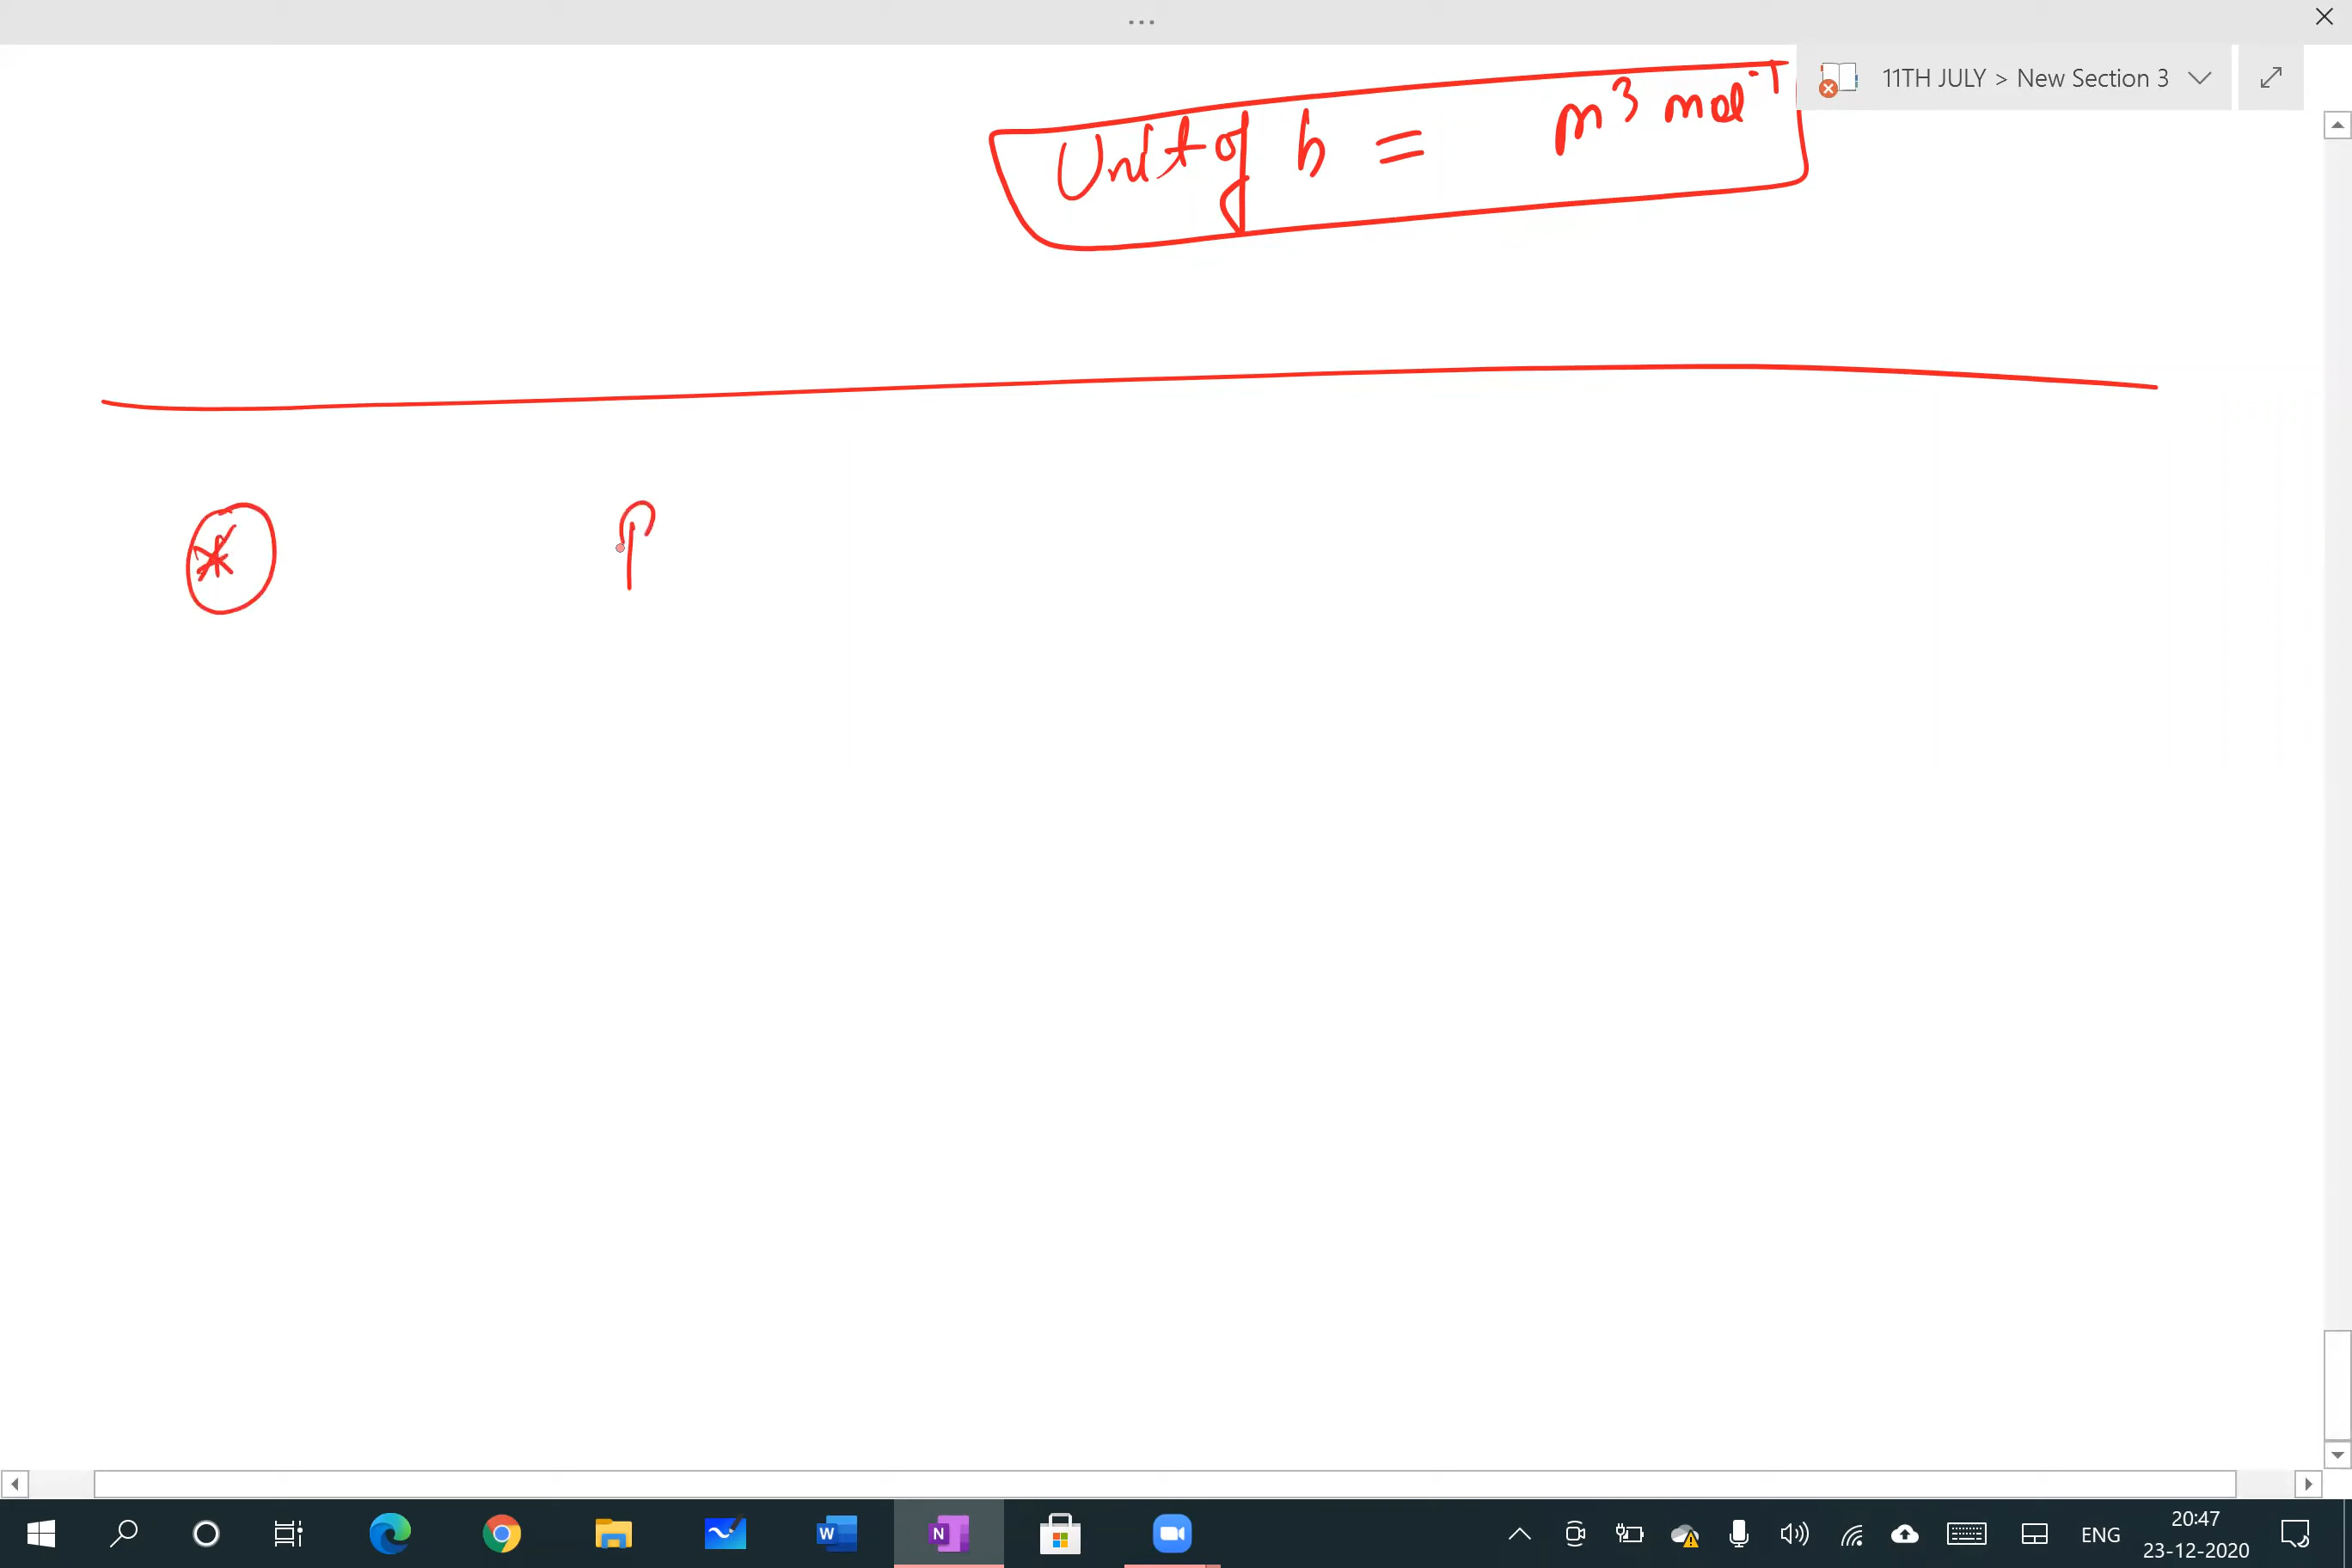 11TH JULY > New Section 3
Unit of b = m³ mol⁻¹
*
P
ENG
20:47
23-12-2020